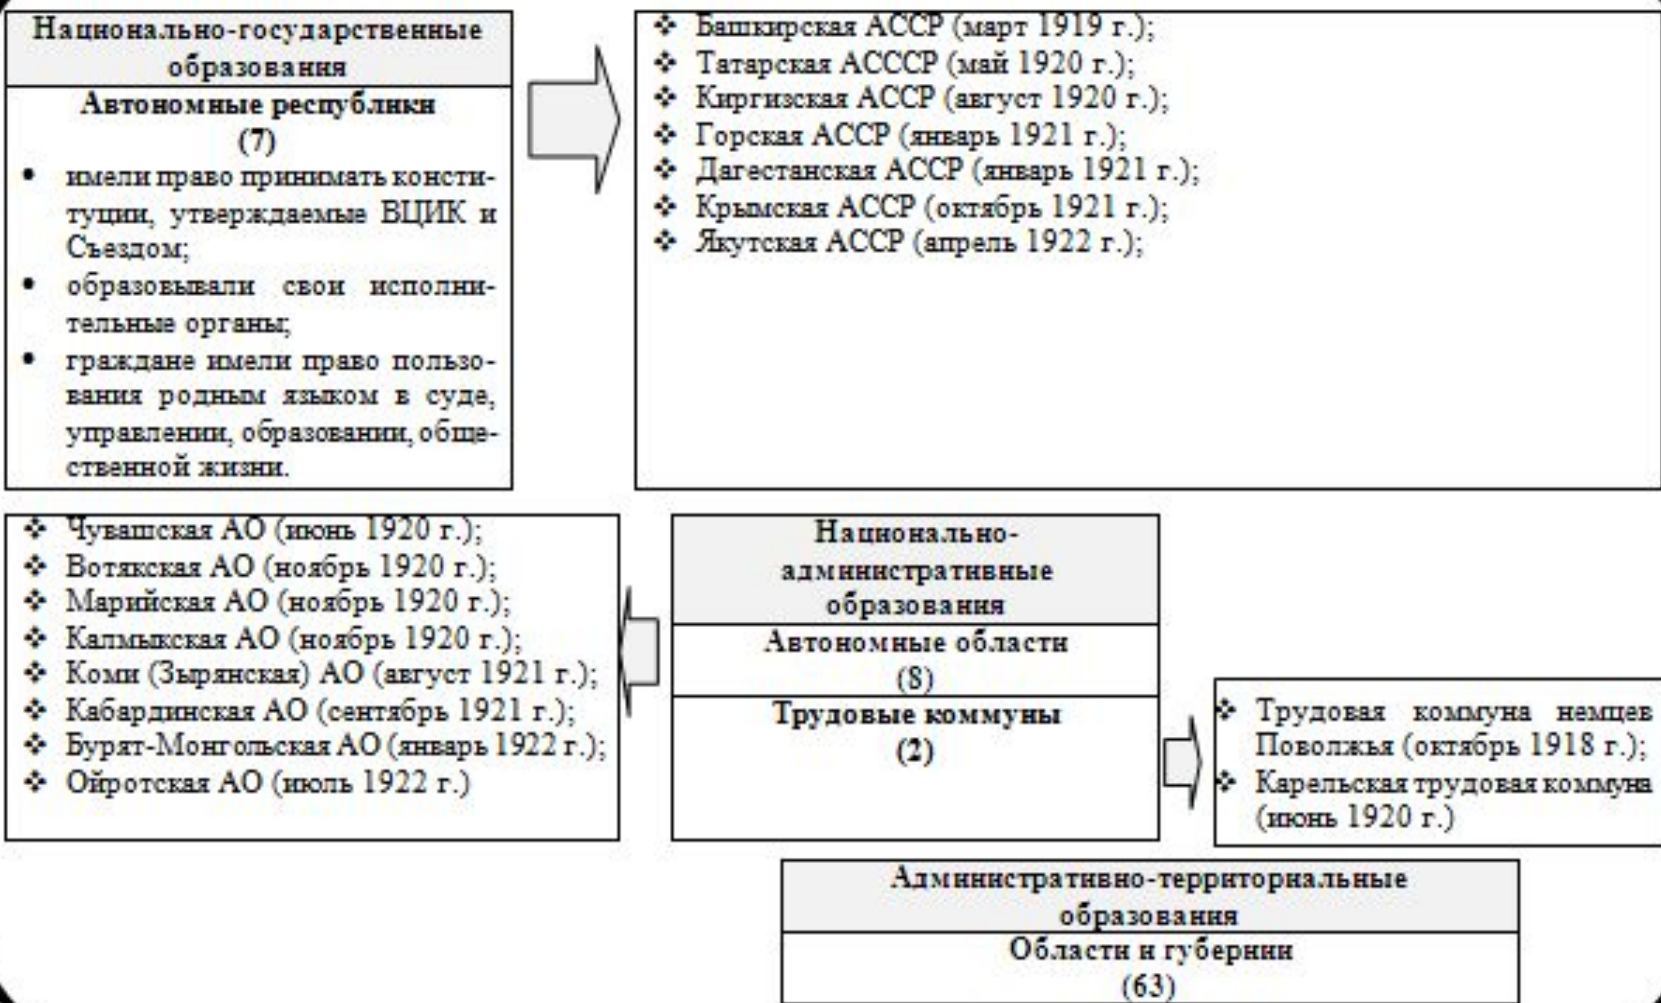 Национально-государственные
образования
Автономные республики
(7)
• имели право принимать консти-
туции, утверждаемые ВЦИК и
Съездом;
• образовывали свои исполни-
тельные органы;
• граждане имели право пользо-
вания родным языком в суде,
управлении, образовании, обще-
ственной жизни.
❖ Башкирская АССР (март 1919 г.);
❖ Татарская АСССР (май 1920 г.);
❖ Киргизская АССР (август 1920 г.);
❖ Горская АССР (январь 1921 г.);
❖ Дагестанская АССР (январь 1921 г.);
❖ Крымская АССР (октябрь 1921 г.);
❖ Якутская АССР (апрель 1922 г.);
❖ Чувашская АО (июнь 1920 г.);
❖ Вотякская АО (ноябрь 1920 г.);
❖ Марийская АО (ноябрь 1920 г.);
❖ Калмыкская АО (ноябрь 1920 г.);
❖ Коми (Зырянская) АО (август 1921 г.);
❖ Кабардинская АО (сентябрь 1921 г.);
❖ Бурят-Монгольская АО (январь 1922 г.);
❖ Ойротская АО (июль 1922 г.)
Национально-
административные
образования
Автономные области
(8)
Трудовые коммуны
(2)
❖ Трудовая коммуна немцев
Поволжья (октябрь 1918 г.);
❖ Карельская трудовая коммуна
(июнь 1920 г.)
Административно-территориальные
образования
Области и губернии
(63)